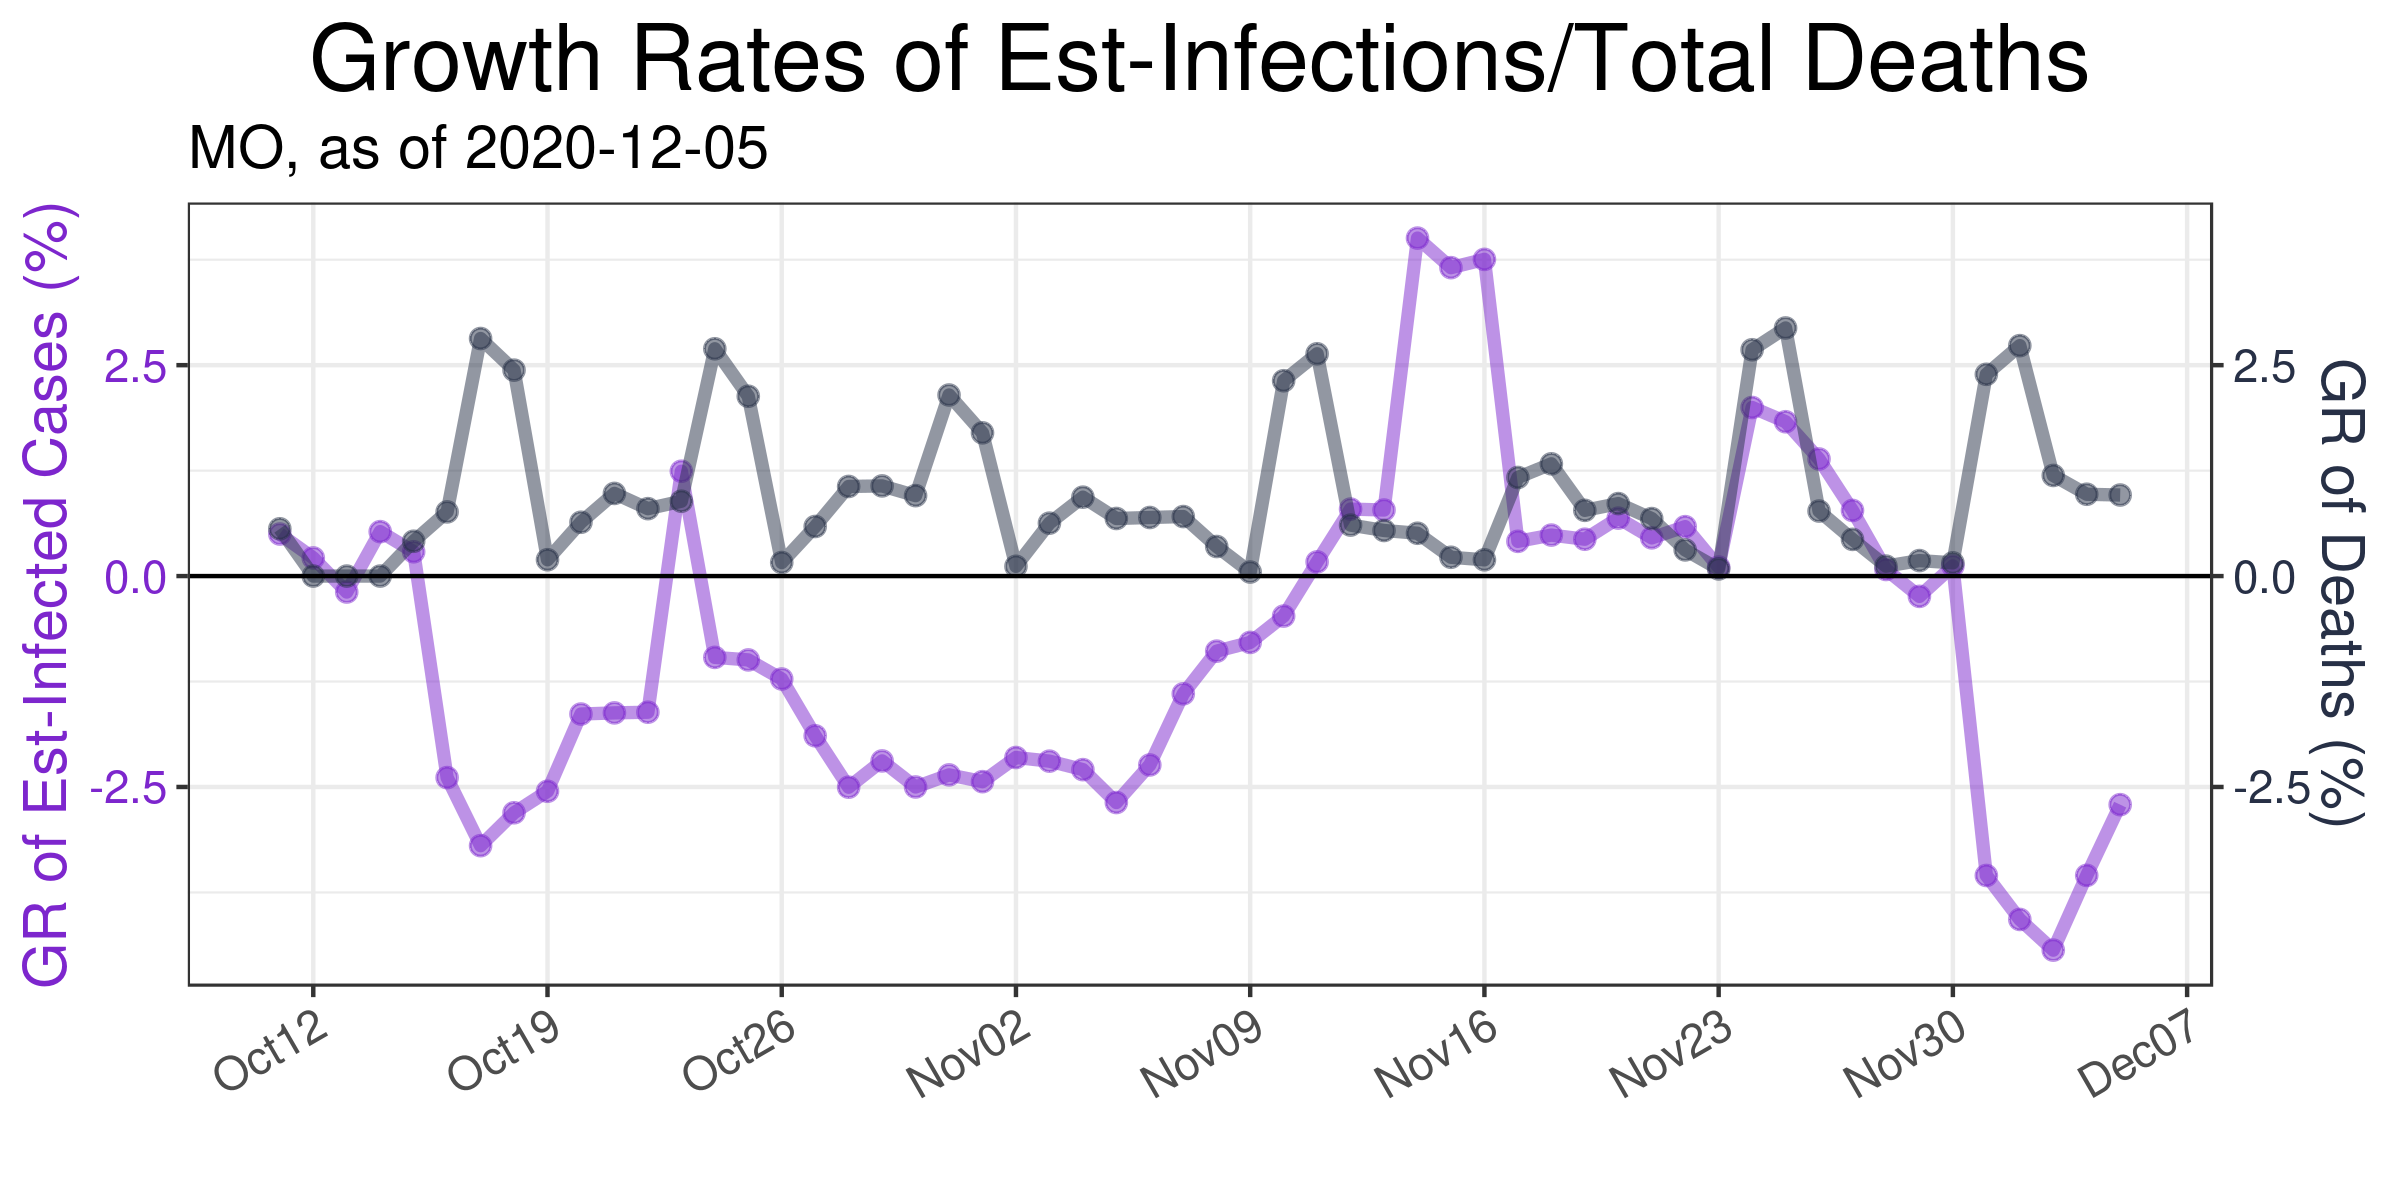 Growth Rates of Est-Infections/Total Deaths
MO, as of 2020-12-05
GR of Est-Infected Cases (%)
2.5
0.0
-2.5
2.5
0.0
-2.5
GR of Deaths (%)
Oct12
Oct19
Oct26
Nov02
Nov09
Nov16
Nov23
Nov30
Dec07